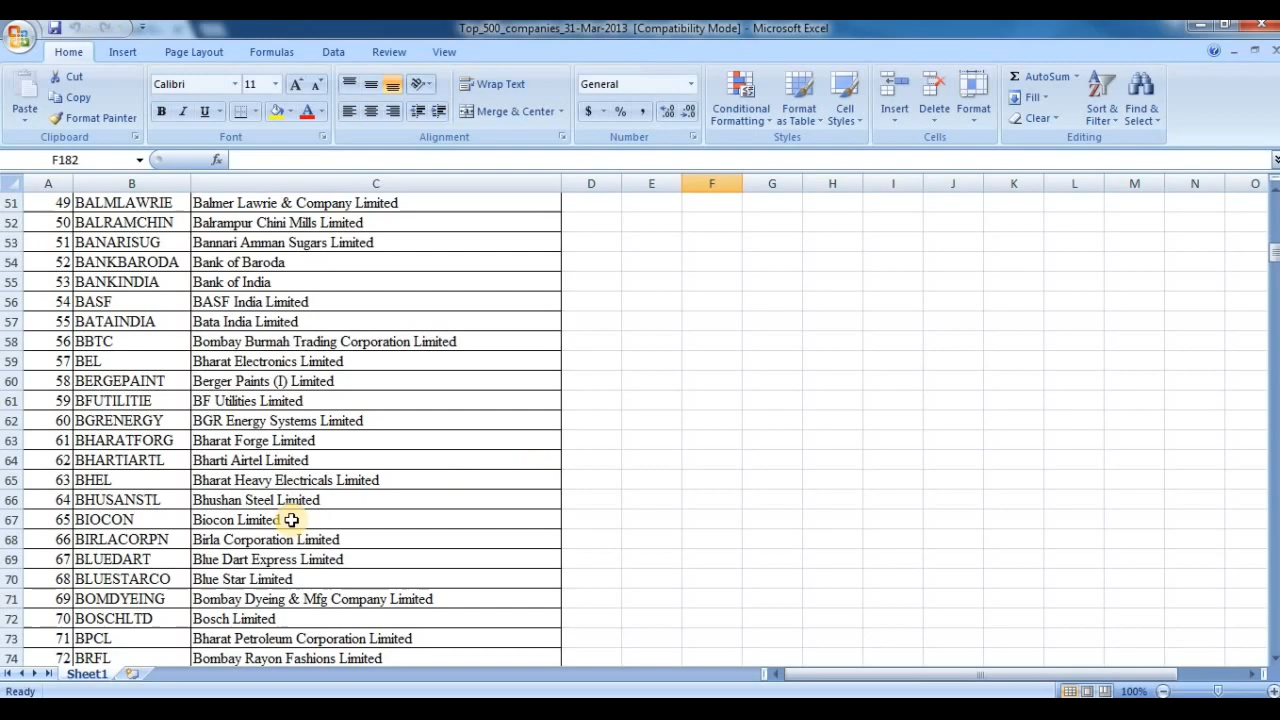 Top_500_companies_31-Mar-2013 [Compatibility Mode] - Microsoft Excel
Home Insert Page Layout Formulas Data Review View
Paste Cut Calibri 11 Wrap Text General Conditional Formatting Format as Table Cell Styles Insert Delete Format AutoSum Sort & Filter Find & Select
Copy Fill
Format Painter B I U Merge & Center $ % , Clear
Clipboard Font Alignment Number Styles Cells Editing
F182 fx
A B C D E F G H I J K L M N O
51 49 BALMLAWRIE Balmer Lawrie & Company Limited
52 50 BALRAMCHIN Balrampur Chini Mills Limited
53 51 BANARISUG Bannari Amman Sugars Limited
54 52 BANKBARODA Bank of Baroda
55 53 BANKINDIA Bank of India
56 54 BASF BASF India Limited
57 55 BATAINDIA Bata India Limited
58 56 BBTC Bombay Burmah Trading Corporation Limited
59 57 BEL Bharat Electronics Limited
60 58 BERGEPAINT Berger Paints (I) Limited
61 59 BFUTILITIE BF Utilities Limited
62 60 BGRENERGY BGR Energy Systems Limited
63 61 BHARATFORG Bharat Forge Limited
64 62 BHARTIARTL Bharti Airtel Limited
65 63 BHEL Bharat Heavy Electricals Limited
66 64 BHUSANSTL Bhushan Steel Limited
67 65 BIOCON Biocon Limited
68 66 BIRLACORPN Birla Corporation Limited
69 67 BLUEDART Blue Dart Express Limited
70 68 BLUESTARCO Blue Star Limited
71 69 BOMDYEING Bombay Dyeing & Mfg Company Limited
72 70 BOSCHLTD Bosch Limited
73 71 BPCL Bharat Petroleum Corporation Limited
74 72 BRFL Bombay Rayon Fashions Limited
Sheet1
Ready 100%